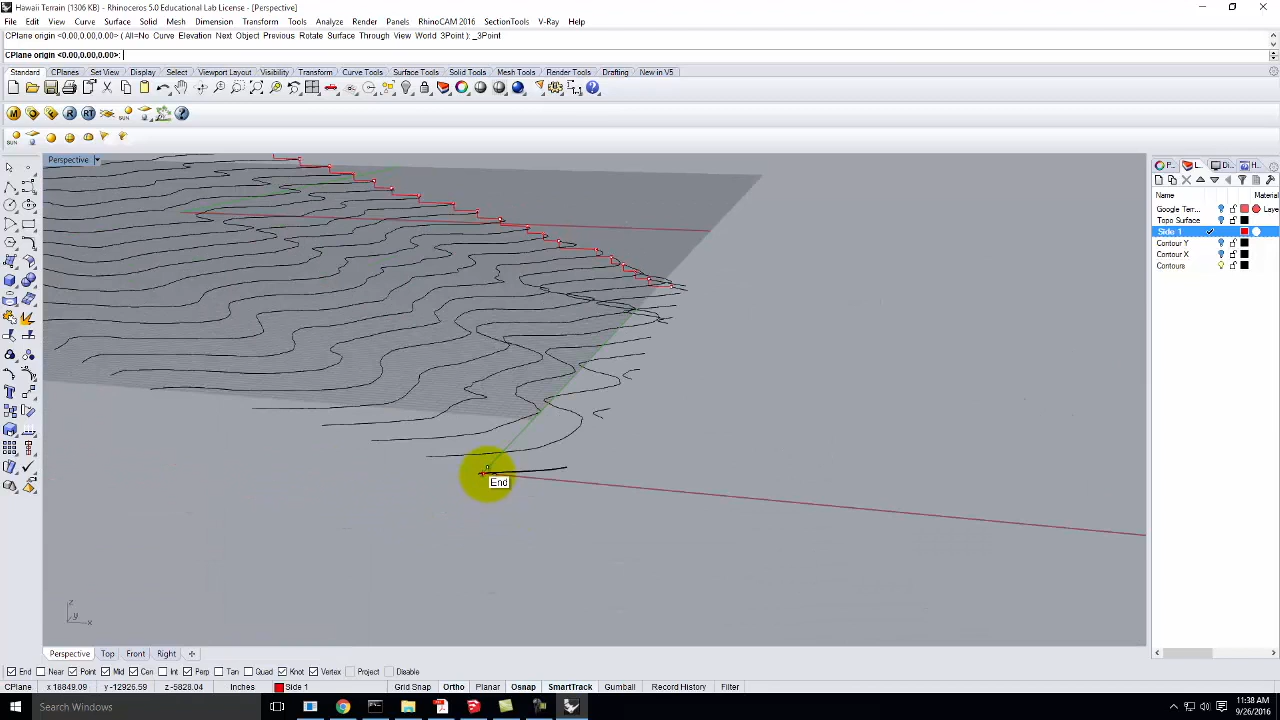 Hawaii Terrain (1306 KB) - Rhinoceros 5.0 Educational Lab License - [Perspective]
File Edit View Curve Surface Solid Mesh Dimension Transform Tools Analyze Render Panels RhinoCAM 2016 SectionTools V-Ray Help
CPlane origin <0.00,0.00,0.00> ( All=No Curve Elevation Next Object Previous Rotate Surface Through View World 3Point ): _3Point
CPlane origin <0.00,0.00,0.00>:
Standard CPlanes Set View Display Select Viewport Layout Visibility Transform Curve Tools Surface Tools Solid Tools Mesh Tools Render Tools Drafting New in V5
SUN
SUN
Perspective
F... L... Di... H...
Name Material
Google Terr... Laye
Topo Surface
Side 1
Contour Y
Contour X
Contours
End
z
y
x
Perspective Top Front Right
End Near Point Mid Cen Int Perp Tan Quad Knot Vertex Project Disable
CPlane x 18849.09 y -12926.59 z -5828.04 Inches Side 1 Grid Snap Ortho Planar Osnap SmartTrack Gumball Record History Filter
Search Windows
11:38 AM
9/26/2016